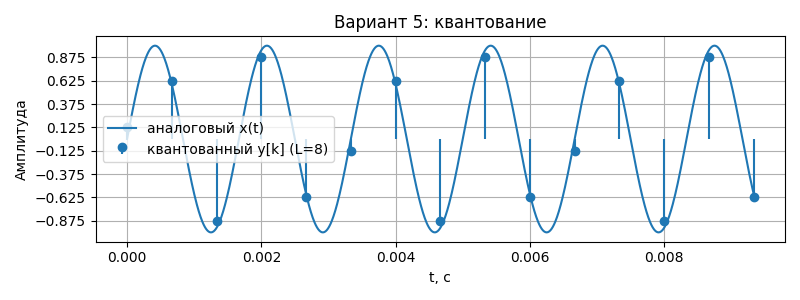 Вариант 5: квантование
Амплитуда
0.875
0.625
0.375
0.125
−0.125
−0.375
−0.625
−0.875
аналоговый x(t)
квантованный y[k] (L=8)
0.000
0.002
0.004
0.006
0.008
t, с